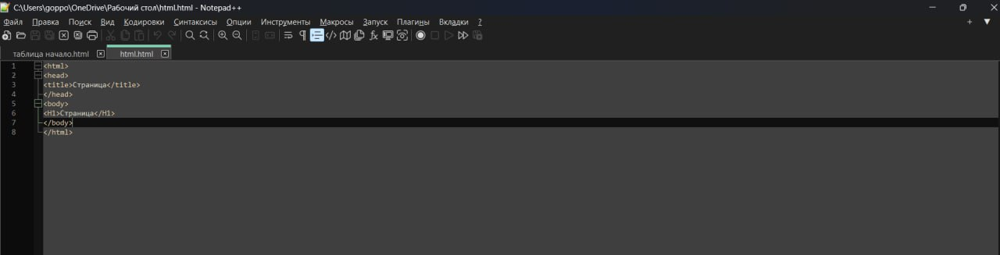 C:\Users\goppo\OneDrive\Рабочий стол\html.html - Notepad++
Файл Правка Поиск Вид Кодировки Синтаксисы Опции Инструменты Макросы Запуск Плагины Вкладки ?
таблица начало.html html.html
1 <html>
2 <head>
3 <title>Страница</title>
4 </head>
5 <body>
6 <H1>Страница</H1>
7 </body>
8 </html>